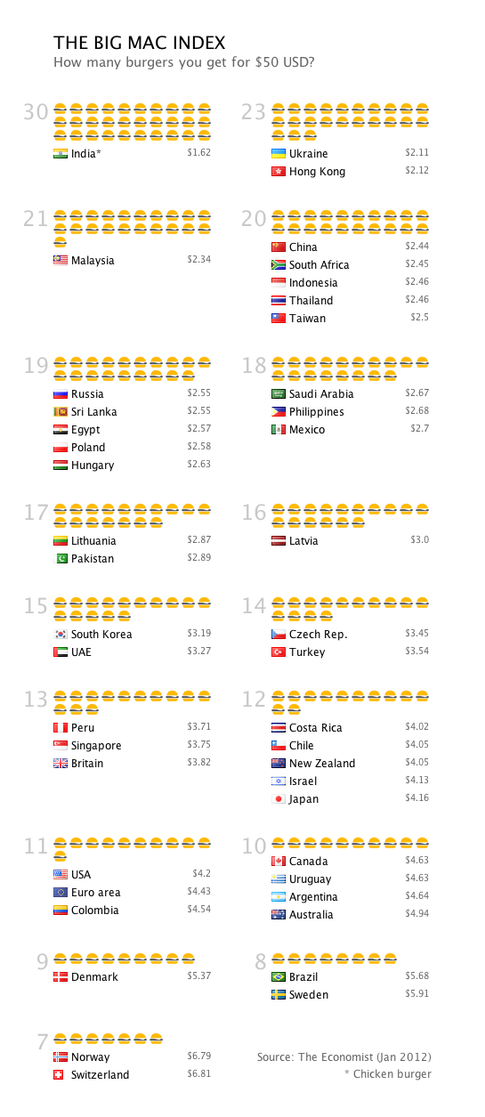 THE BIG MAC INDEX
How many burgers you get for $50 USD?
30
India* $1.62
23
Ukraine $2.11
Hong Kong $2.12
21
Malaysia $2.34
20
China $2.44
South Africa $2.45
Indonesia $2.46
Thailand $2.46
Taiwan $2.5
19
Russia $2.55
Sri Lanka $2.55
Egypt $2.57
Poland $2.58
Hungary $2.63
18
Saudi Arabia $2.67
Philippines $2.68
Mexico $2.7
17
Lithuania $2.87
Pakistan $2.89
16
Latvia $3.0
15
South Korea $3.19
UAE $3.27
14
Czech Rep. $3.45
Turkey $3.54
13
Peru $3.71
Singapore $3.75
Britain $3.82
12
Costa Rica $4.02
Chile $4.05
New Zealand $4.05
Israel $4.13
Japan $4.16
11
USA $4.2
Euro area $4.43
Colombia $4.54
10
Canada $4.63
Uruguay $4.63
Argentina $4.64
Australia $4.94
9
Denmark $5.37
8
Brazil $5.68
Sweden $5.91
7
Norway $6.79
Switzerland $6.81
Source: The Economist (Jan 2012)
* Chicken burger